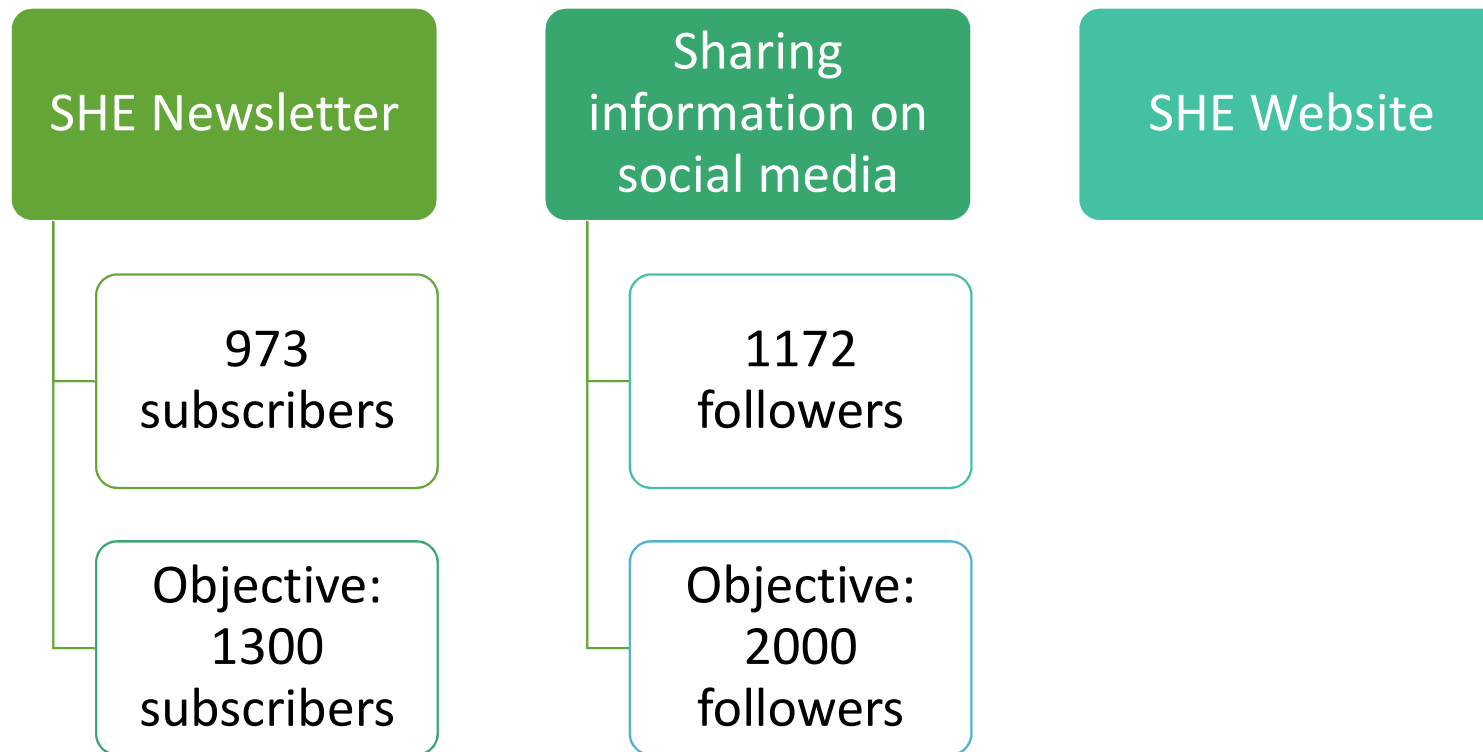 SHE Newsletter
973
subscribers
Objective:
1300
subscribers
Sharing
information on
social media
1172
followers
Objective:
2000
followers
SHE Website